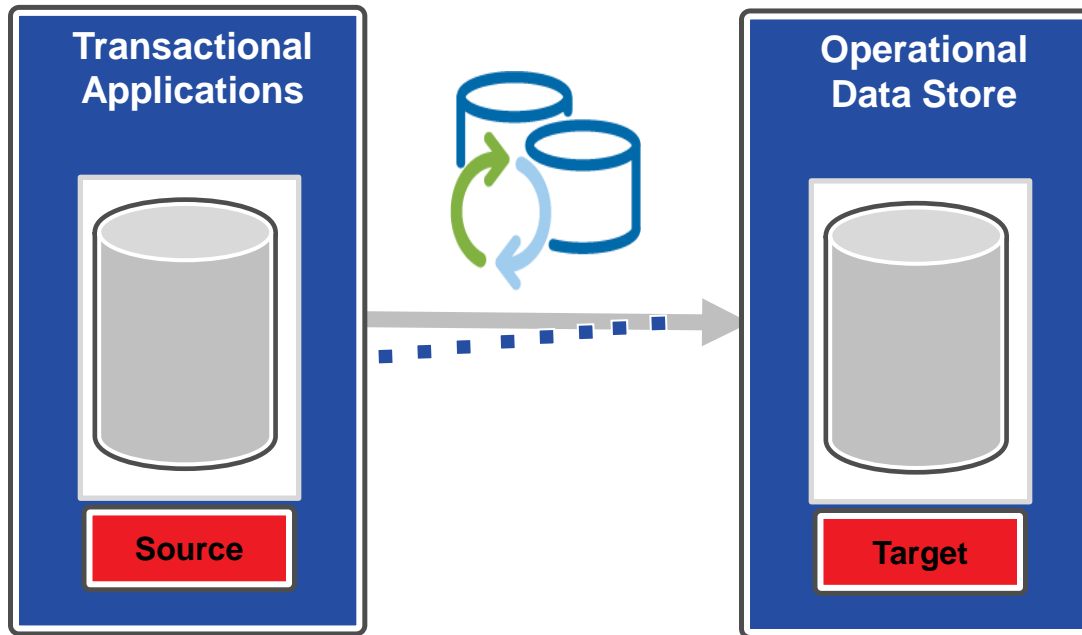 Transactional
Applications
Source
Operational
Data Store
Target